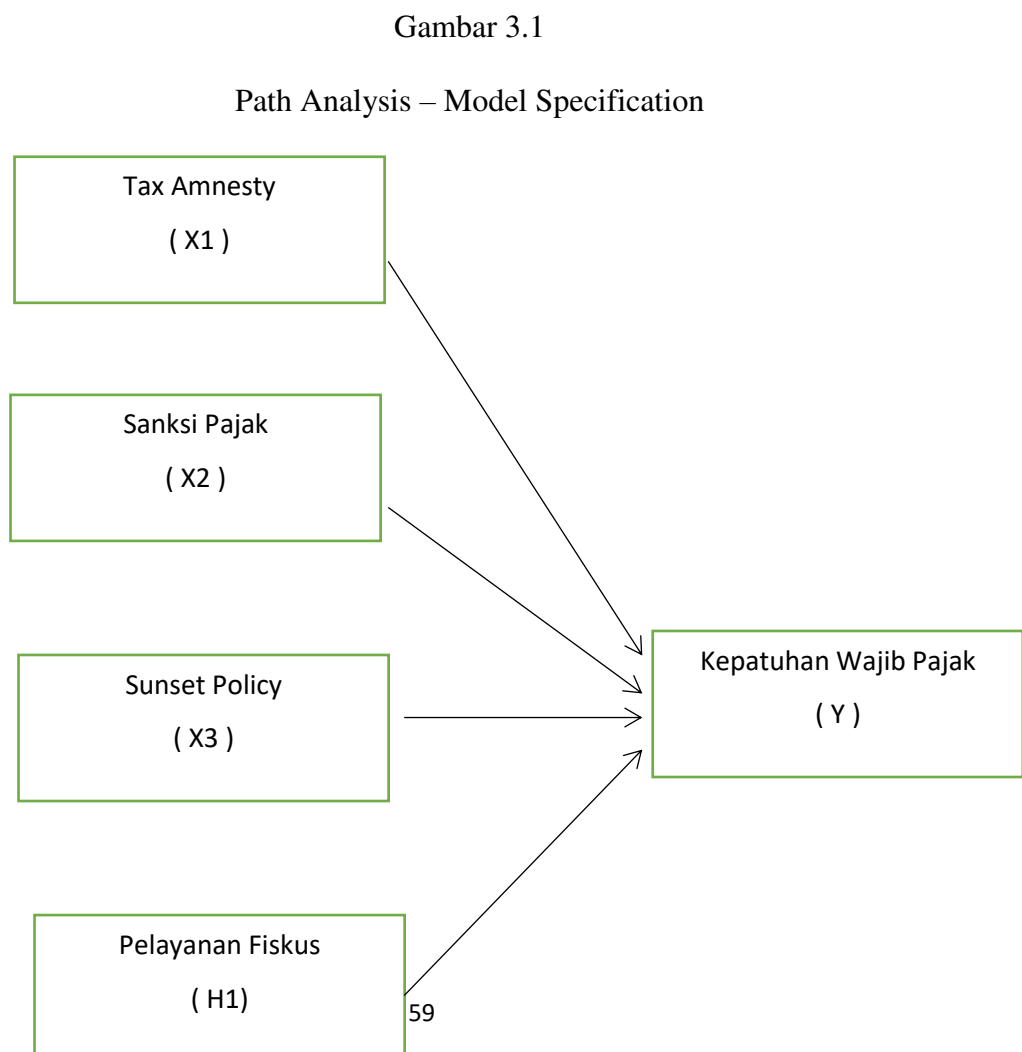 Gambar 3.1
Path Analysis – Model Specification
Tax Amnesty
( X1 )
Sanksi Pajak
( X2 )
Sunset Policy
( X3 )
Kepatuhan Wajib Pajak
( Y )
Pelayanan Fiskus
( H1)
59